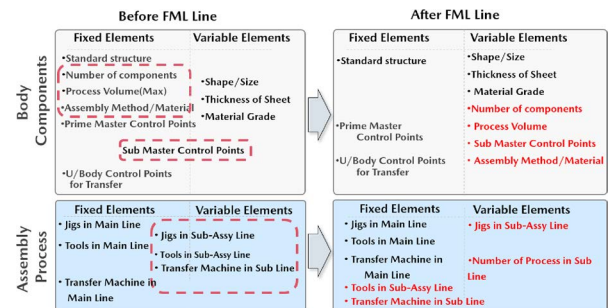 Before FML Line
After FML Line
Body
Components
Fixed Elements
Variable Elements
•Standard structure
•Number of components
•Process Volume(Max)
•Assembly Method/Material
•Prime Master Control Points
Sub Master Control Points
•U/Body Control Points
for Transfer
•Shape/Size
•Thickness of Sheet
•Material Grade
Fixed Elements
Variable Elements
•Standard structure
•Prime Master
Control Points
•U/Body Control Points
for Transfer
•Shape/Size
•Thickness of Sheet
•Material Grade
•Number of components
•Process Volume
•Sub Master Control Points
•Assembly Method/Material
Assembly
Process
Fixed Elements
Variable Elements
• Jigs in Main Line
• Tools in Main Line
• Transfer Machine in
Main Line
• Jigs in Sub-Assy Line
• Tools in Sub-Assy Line
• Transfer Machine in Sub Line
Fixed Elements
Variable Elements
• Jigs in Main Line
• Tools in Main Line
• Transfer Machine in
Main Line
• Tools in Sub-Assy Line
• Transfer Machine in Sub Line
• Jigs in Sub-Assy Line
•Number of Process in Sub
Line